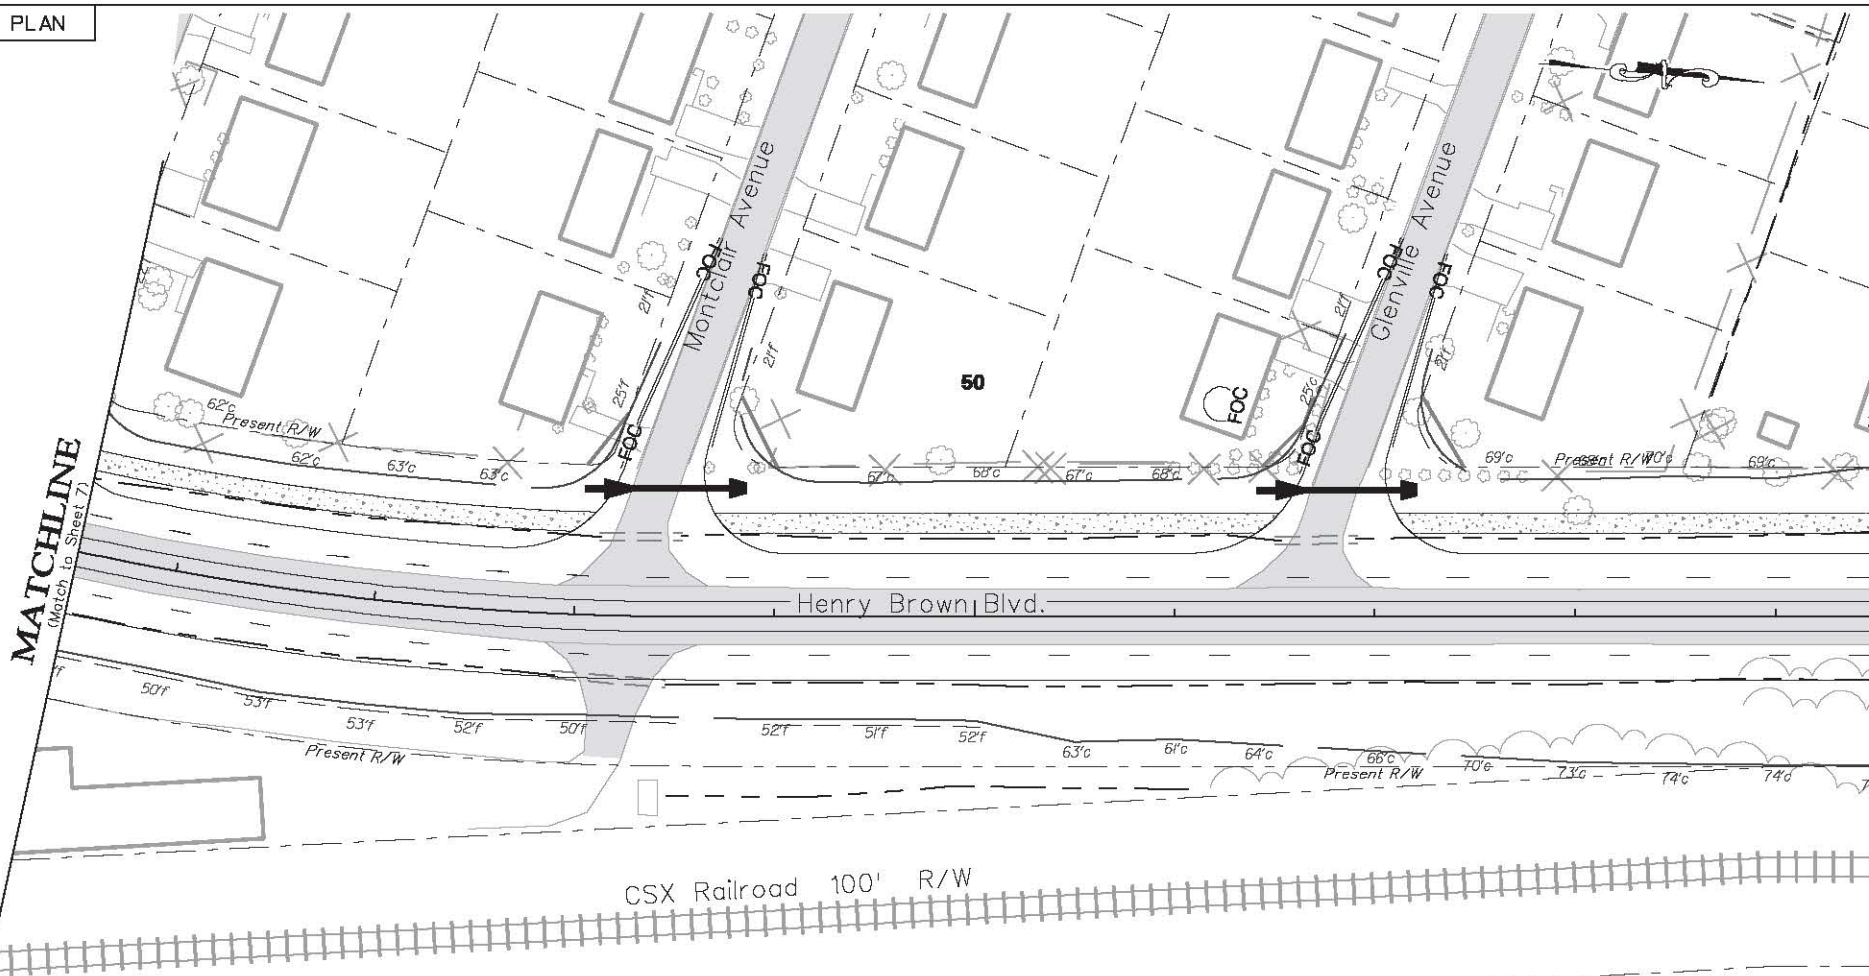 PLAN
Montclair Avenue
Glenville Avenue
FOC
FOC
FOC
FOC
21'f
21'f
21'f
21'f
25'f
25'c
50
FOC
FOC
FOC
62'c
Present R/W
62'c
63'c
63'c
67'c
68'c
67'c
68'c
69'c
Present R/W
70'c
69'c
MATCHLINE
(Match to Sheet 7)
Henry Brown Blvd.
50'f
53'f
53'f
52'f
50'f
52'f
51'f
52'f
63'c
61'c
64'c
66'c
70'c
73'c
74'c
74'c
Present R/W
Present R/W
CSX Railroad 100' R/W